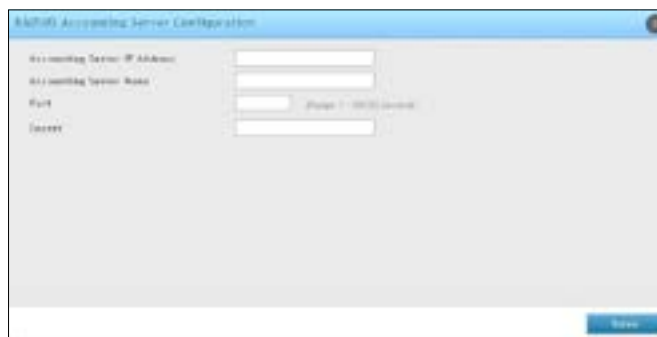 RADIUS Accounting Server Configuration
Accounting Server IP Address
Accounting Server Name
Port
Secret
Save